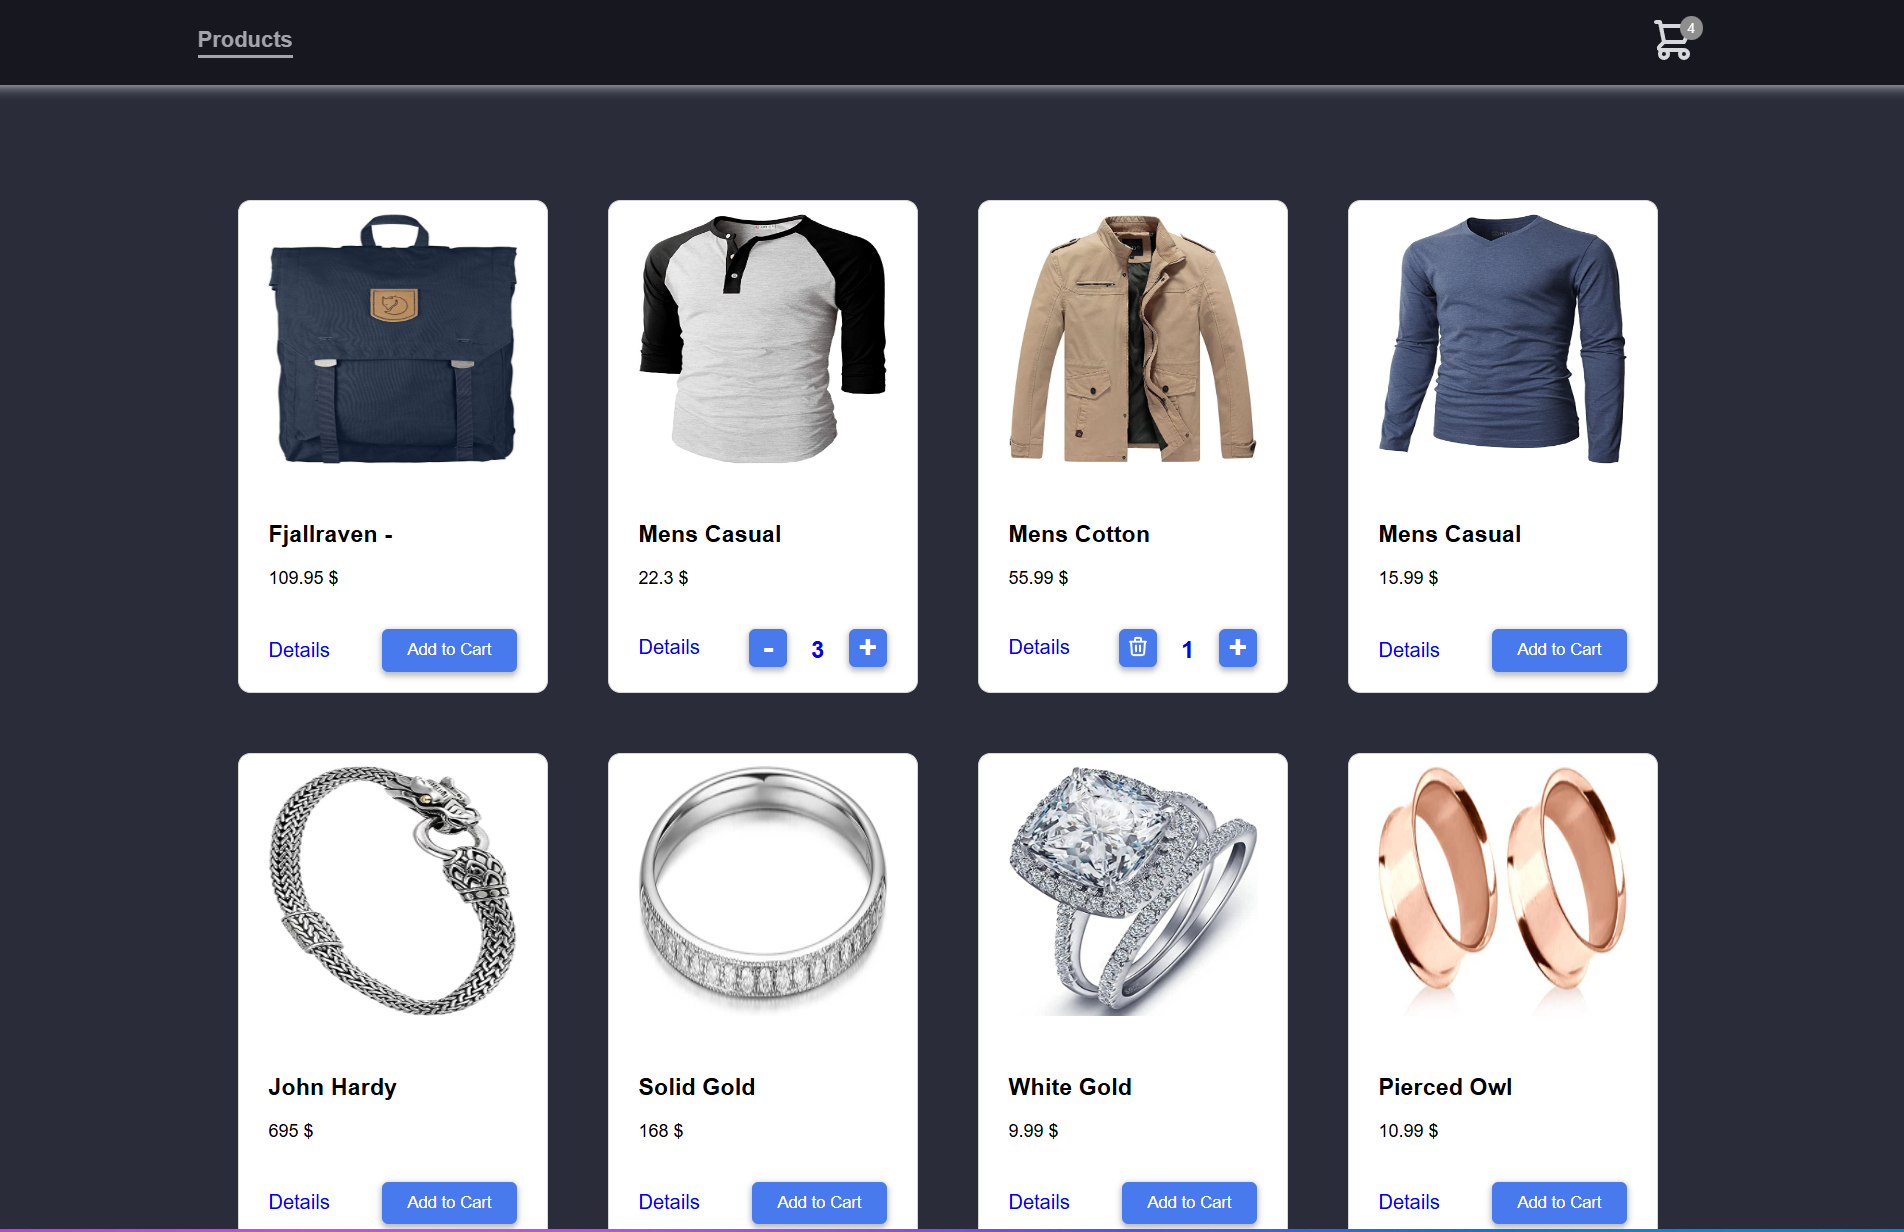 Products
4
Fjallraven -
109.95 $
Details
Add to Cart
Mens Casual
22.3 $
Details
-
3
+
Mens Cotton
55.99 $
Details
1
+
Mens Casual
15.99 $
Details
Add to Cart
John Hardy
695 $
Details
Add to Cart
Solid Gold
168 $
Details
Add to Cart
White Gold
9.99 $
Details
Add to Cart
Pierced Owl
10.99 $
Details
Add to Cart